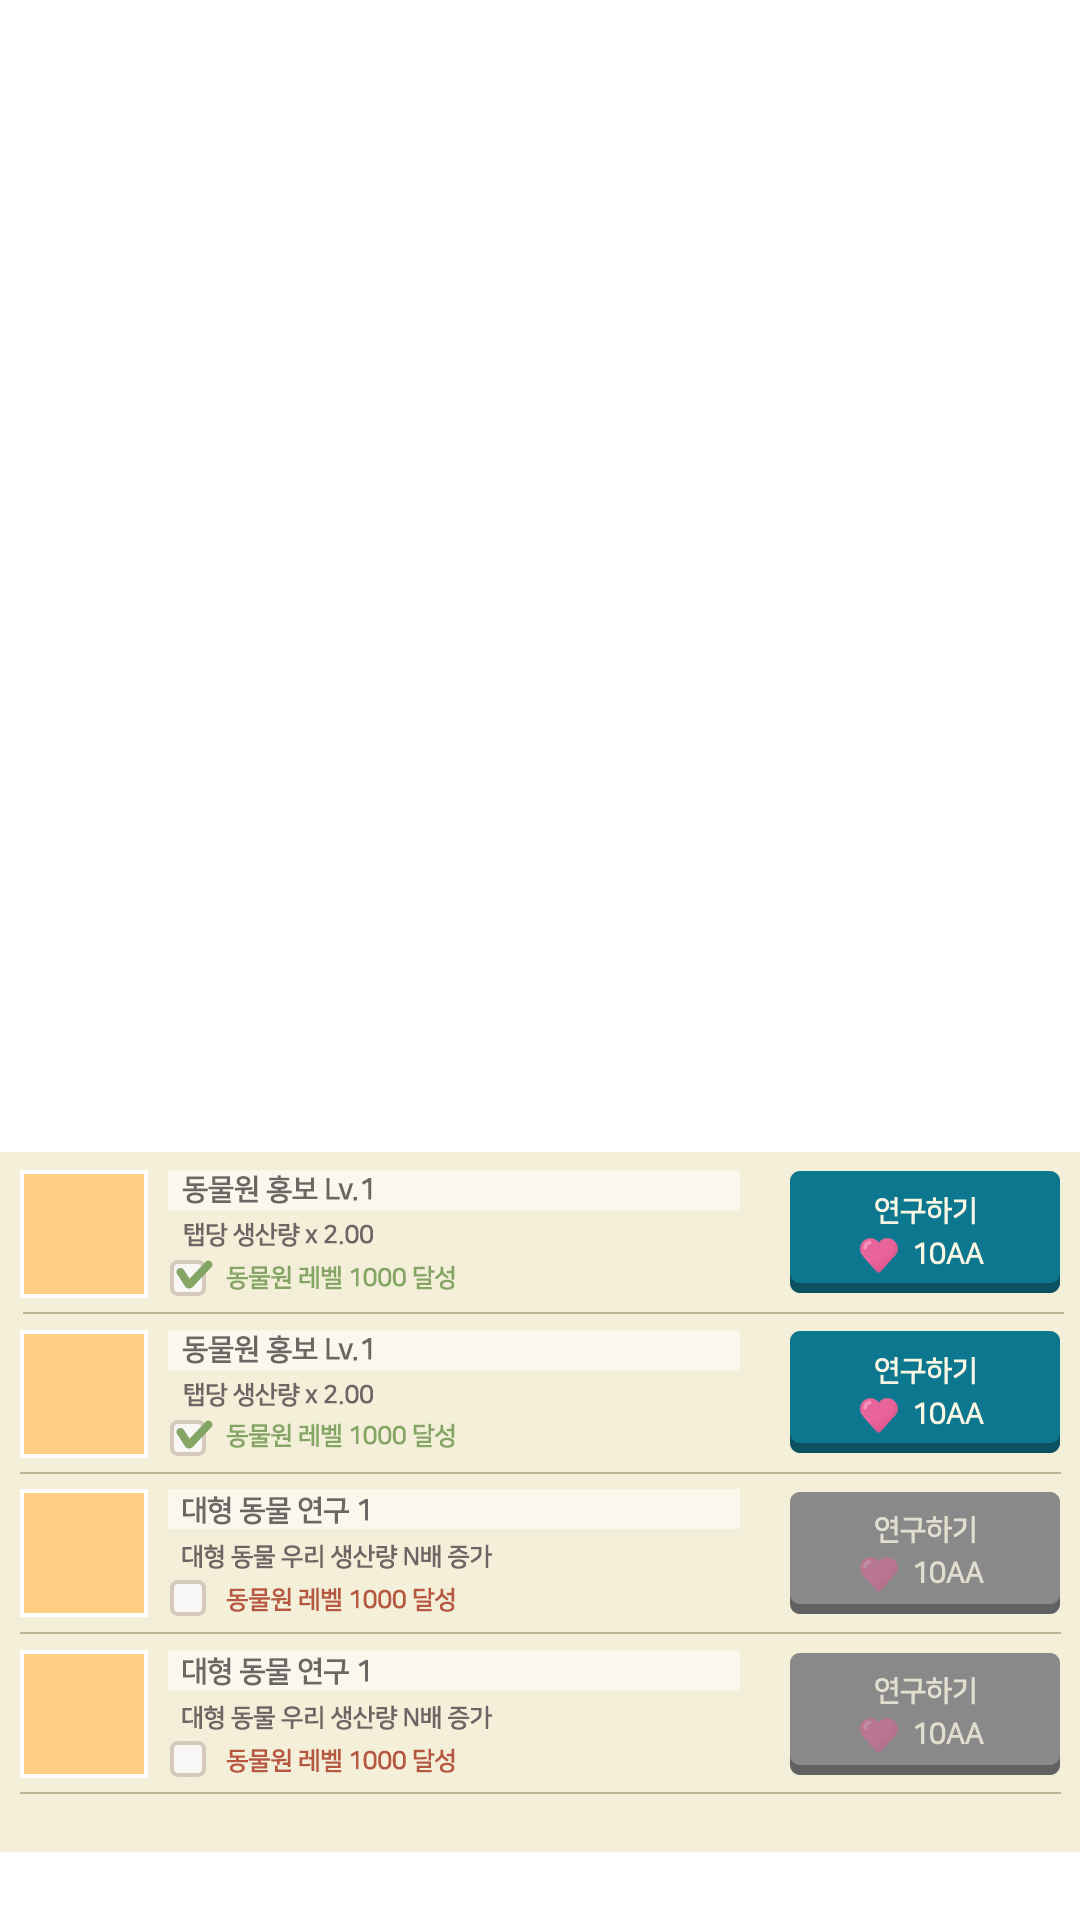 동물원 홍보 Lv.1
탭당 생산량 x 2.00
동물원 레벨 1000 달성
연구하기
10AA
동물원 홍보 Lv.1
탭당 생산량 x 2.00
동물원 레벨 1000 달성
연구하기
10AA
대형 동물 연구 1
대형 동물 우리 생산량 N배 증가
동물원 레벨 1000 달성
연구하기
10AA
대형 동물 연구 1
대형 동물 우리 생산량 N배 증가
동물원 레벨 1000 달성
연구하기
10AA